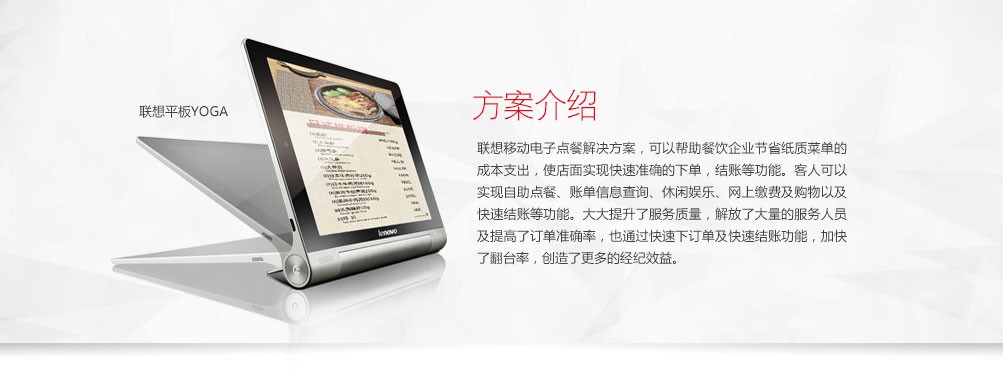 联想平板YOGA
方案介绍
联想移动电子点餐解决方案，可以帮助餐饮企业节省纸质菜单的
成本支出，使店面实现快速准确的下单，结账等功能。客人可以
实现自助点餐、账单信息查询、休闲娱乐、网上缴费及购物以及
快速结账等功能。大大提升了服务质量，解放了大量的服务人员
及提高了订单准确率，也通过快速下订单及快速结账功能，加快
了翻台率，创造了更多的经纪效益。
lenovo